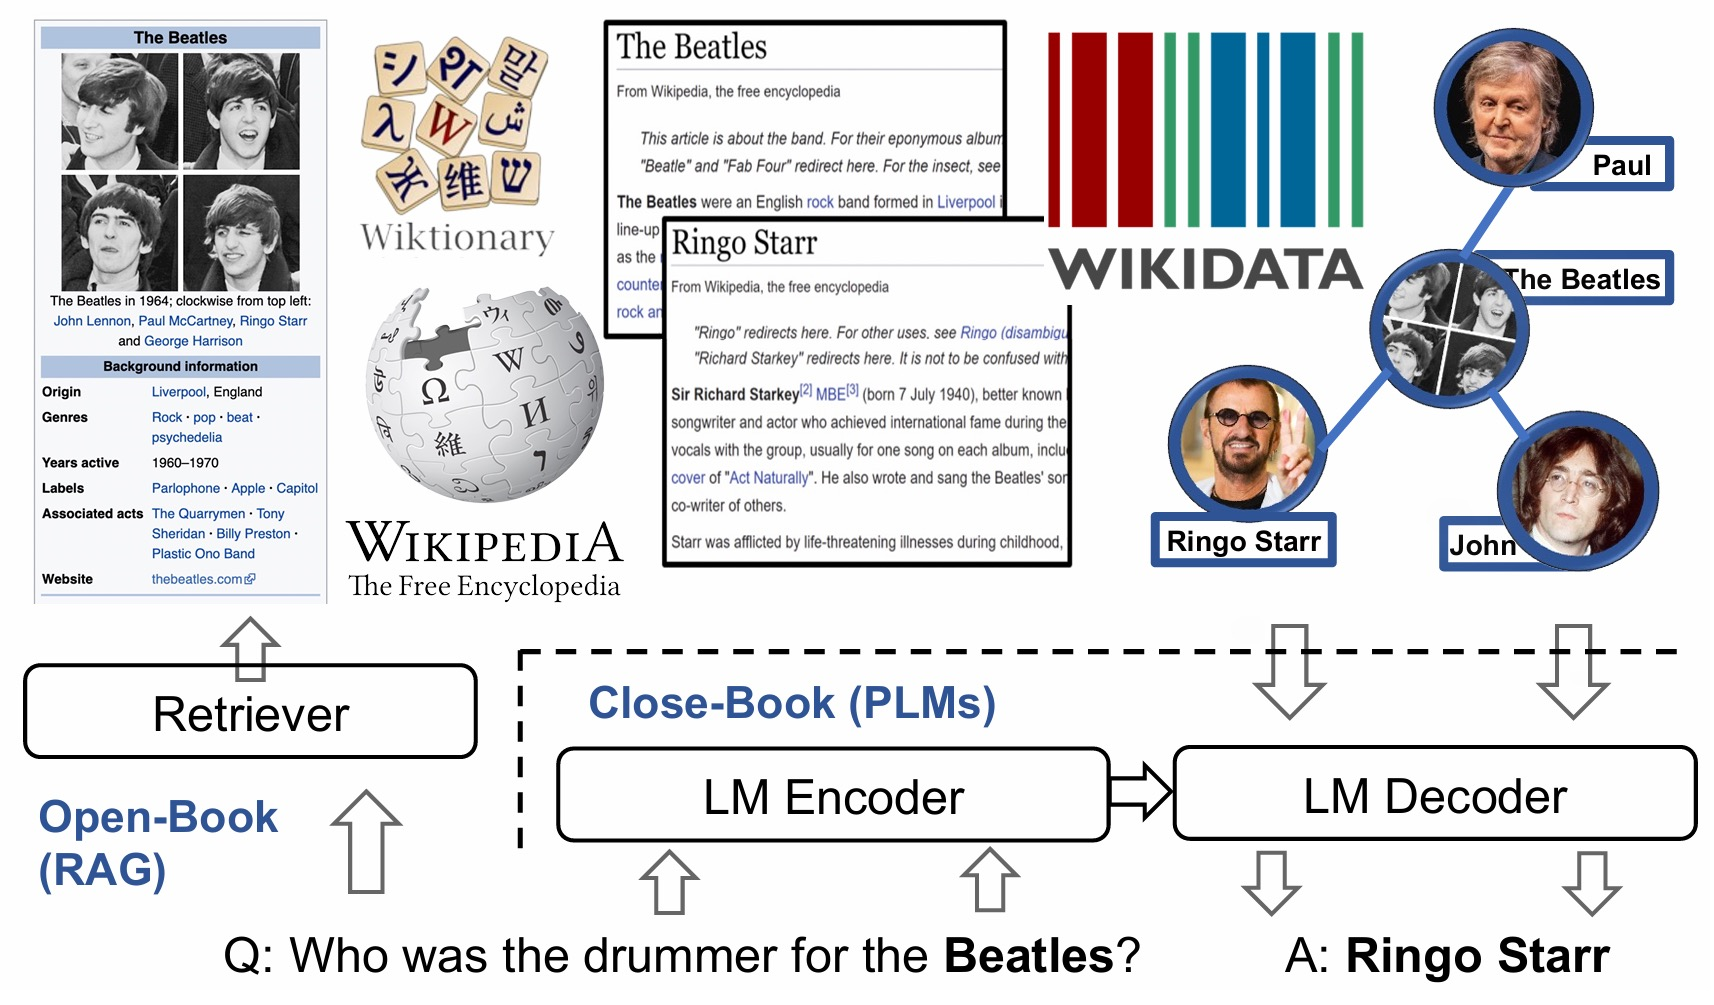 The Beatles
The Beatles in 1964; clockwise from top left:
John Lennon, Paul McCartney, Ringo Starr
and George Harrison
Background information
Origin Liverpool, England
Genres Rock · pop · beat ·
psychedelia
Years active 1960–1970
Labels Parlophone · Apple · Capitol
Associated acts The Quarrymen · Tony
Sheridan · Billy Preston ·
Plastic Ono Band
Website thebeatles.com
シ 말
λ W ش
维 ש
Wiktionary
ウィ
Ω W
維 И
WIKIPEDIA
The Free Encyclopedia
The Beatles
From Wikipedia, the free encyclopedia
This article is about the band. For their eponymous album
"Beatle" and "Fab Four" redirect here. For the insect, see
The Beatles were an English rock band formed in Liverpool i
line-up
as the
counter
rock an
Ringo Starr
From Wikipedia, the free encyclopedia
"Ringo" redirects here. For other uses, see Ringo (disambigu
"Richard Starkey" redirects here. It is not to be confused with
Sir Richard Starkey[2] MBE[3] (born 7 July 1940), better known
songwriter and actor who achieved international fame during the
vocals with the group, usually for one song on each album, inclu
cover of "Act Naturally". He also wrote and sang the Beatles' son
co-writer of others.
Starr was afflicted by life-threatening illnesses during childhood,
WIKIDATA
Paul
The Beatles
Ringo Starr
John
Retriever
Open-Book
(RAG)
Close-Book (PLMs)
LM Encoder
LM Decoder
Q: Who was the drummer for the Beatles?
A: Ringo Starr